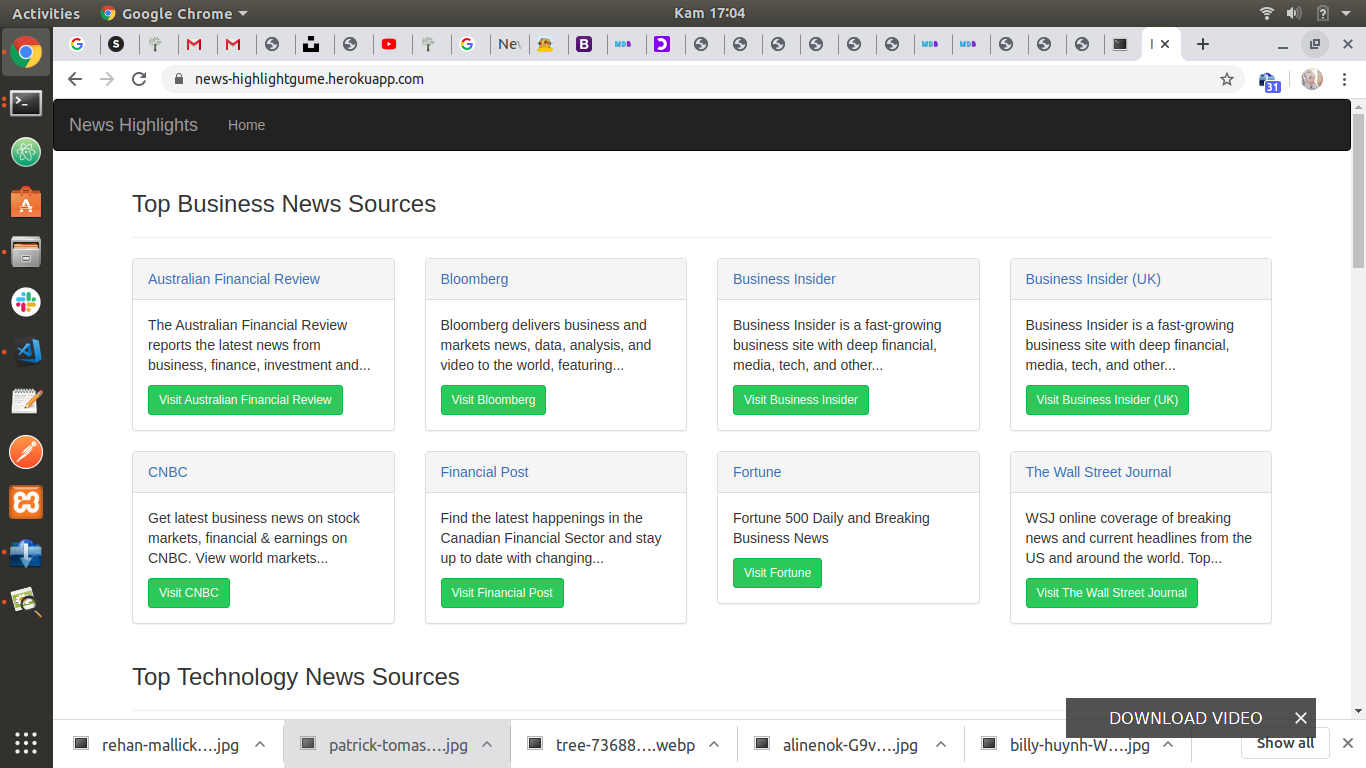 Activities
Google Chrome
Kam 17:04
news-highlightgume.herokuapp.com
31
News Highlights
Home
Top Business News Sources
Australian Financial Review
The Australian Financial Review
reports the latest news from
business, finance, investment and...
Visit Australian Financial Review
Bloomberg
Bloomberg delivers business and
markets news, data, analysis, and
video to the world, featuring...
Visit Bloomberg
Business Insider
Business Insider is a fast-growing
business site with deep financial,
media, tech, and other...
Visit Business Insider
Business Insider (UK)
Business Insider is a fast-growing
business site with deep financial,
media, tech, and other...
Visit Business Insider (UK)
CNBC
Get latest business news on stock
markets, financial & earnings on
CNBC. View world markets...
Visit CNBC
Financial Post
Find the latest happenings in the
Canadian Financial Sector and stay
up to date with changing...
Visit Financial Post
Fortune
Fortune 500 Daily and Breaking
Business News
Visit Fortune
The Wall Street Journal
WSJ online coverage of breaking
news and current headlines from the
US and around the world. Top...
Visit The Wall Street Journal
Top Technology News Sources
DOWNLOAD VIDEO
rehan-mallick....jpg
patrick-tomas....jpg
tree-73688....webp
alinenok-G9v....jpg
billy-huynh-W....jpg
Show all